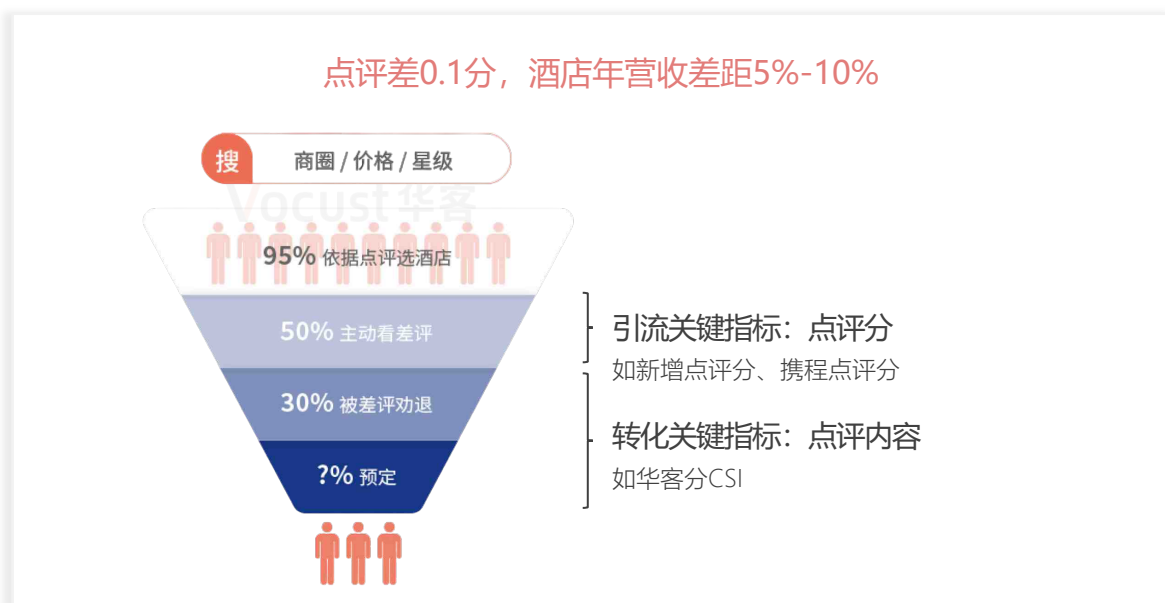 点评差0.1分，酒店年营收差距5%-10%
搜 商圈 / 价格 / 星级
Vocust 华客
95% 依据点评选酒店
50% 主动看差评
30% 被差评劝退
?% 预定
引流关键指标：点评分
如新增点评分、携程点评分
转化关键指标：点评内容
如华客分CSI